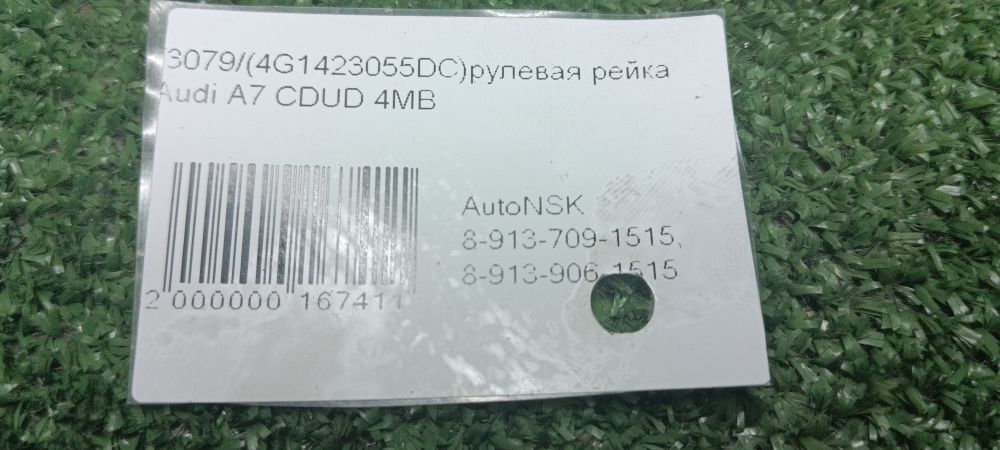 3079/(4G1423055DC)рулевая рейка
Audi A7 CDUD 4MB
AutoNSK
8-913-709-1515,
8-913-906-1515
2 000000 167411